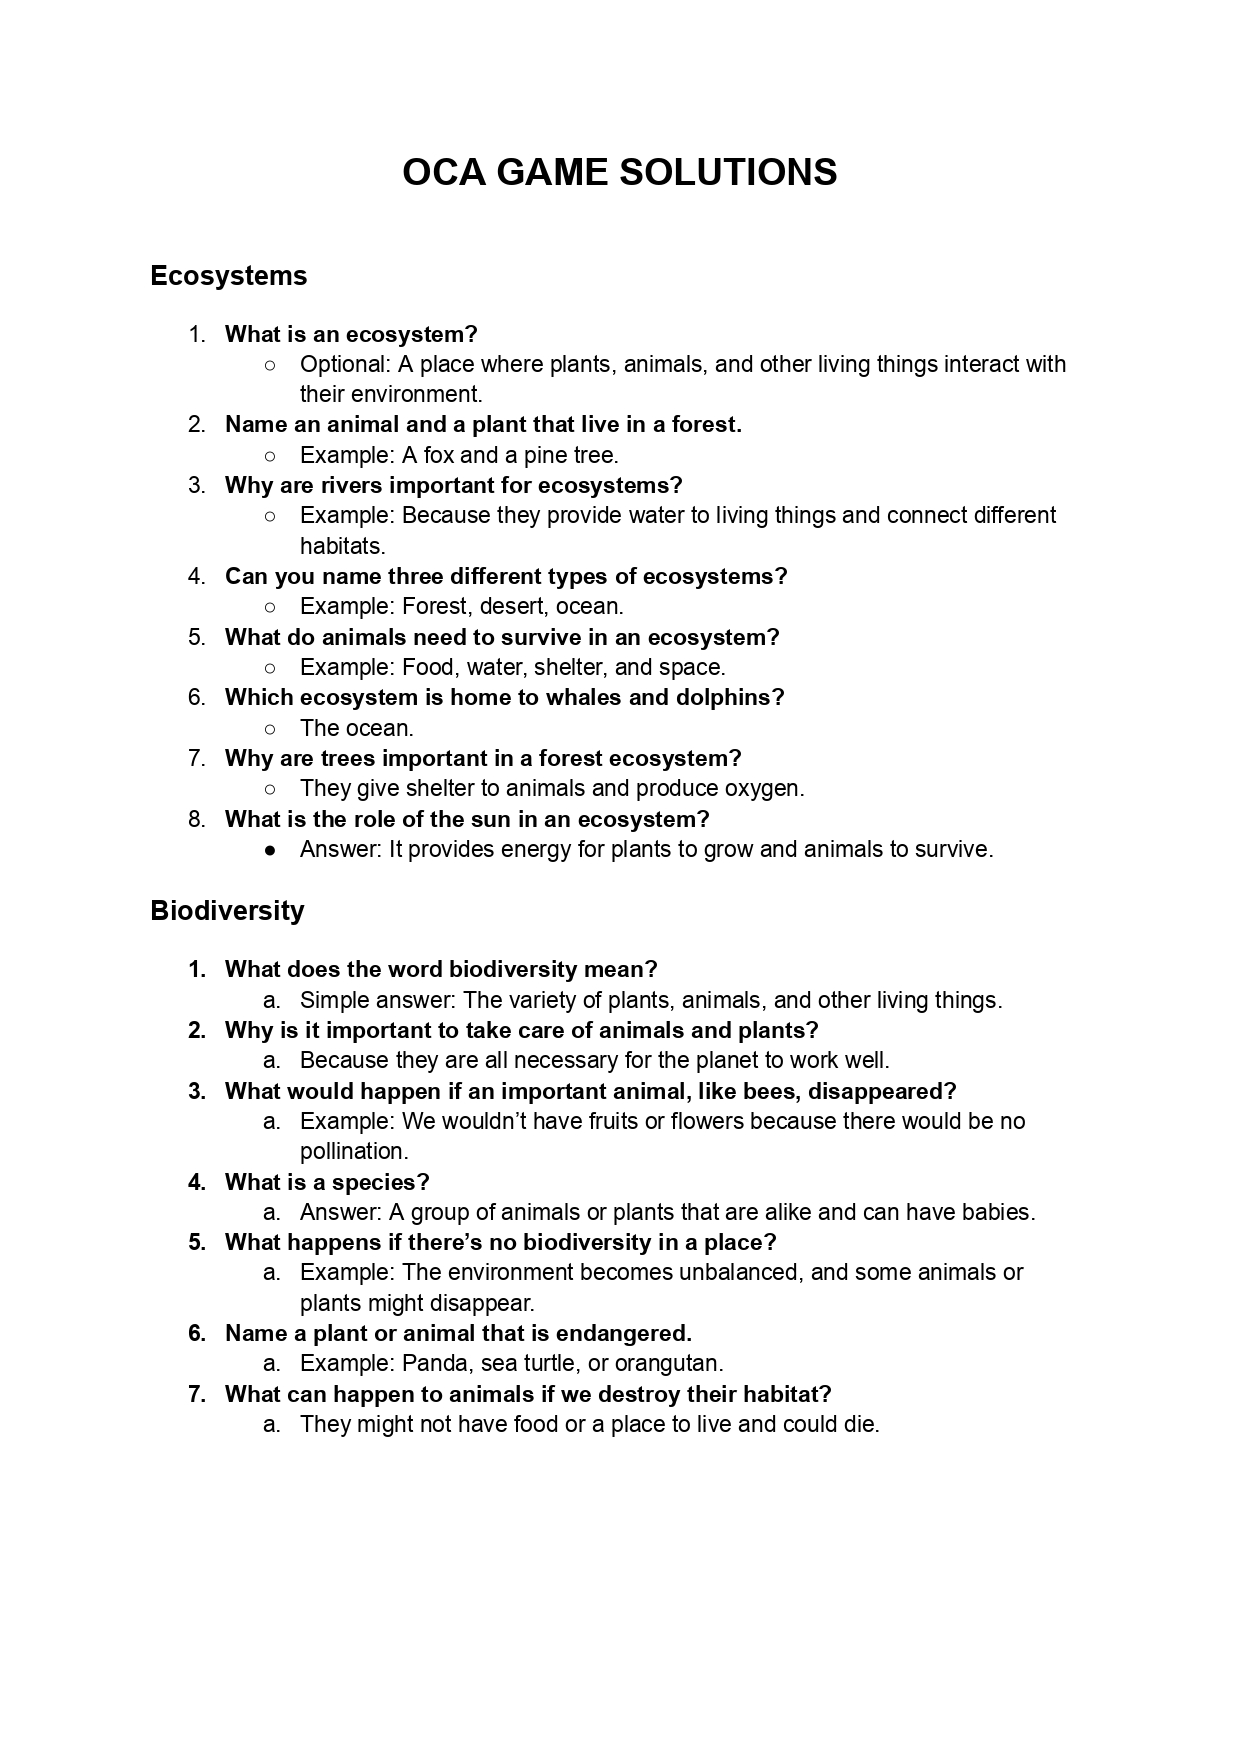 OCA GAME SOLUTIONS
Ecosystems
1. What is an ecosystem?
○ Optional: A place where plants, animals, and other living things interact with
their environment.
2. Name an animal and a plant that live in a forest.
○ Example: A fox and a pine tree.
3. Why are rivers important for ecosystems?
○ Example: Because they provide water to living things and connect different
habitats.
4. Can you name three different types of ecosystems?
○ Example: Forest, desert, ocean.
5. What do animals need to survive in an ecosystem?
○ Example: Food, water, shelter, and space.
6. Which ecosystem is home to whales and dolphins?
○ The ocean.
7. Why are trees important in a forest ecosystem?
○ They give shelter to animals and produce oxygen.
8. What is the role of the sun in an ecosystem?
● Answer: It provides energy for plants to grow and animals to survive.
Biodiversity
1. What does the word biodiversity mean?
a. Simple answer: The variety of plants, animals, and other living things.
2. Why is it important to take care of animals and plants?
a. Because they are all necessary for the planet to work well.
3. What would happen if an important animal, like bees, disappeared?
a. Example: We wouldn’t have fruits or flowers because there would be no
pollination.
4. What is a species?
a. Answer: A group of animals or plants that are alike and can have babies.
5. What happens if there’s no biodiversity in a place?
a. Example: The environment becomes unbalanced, and some animals or
plants might disappear.
6. Name a plant or animal that is endangered.
a. Example: Panda, sea turtle, or orangutan.
7. What can happen to animals if we destroy their habitat?
a. They might not have food or a place to live and could die.